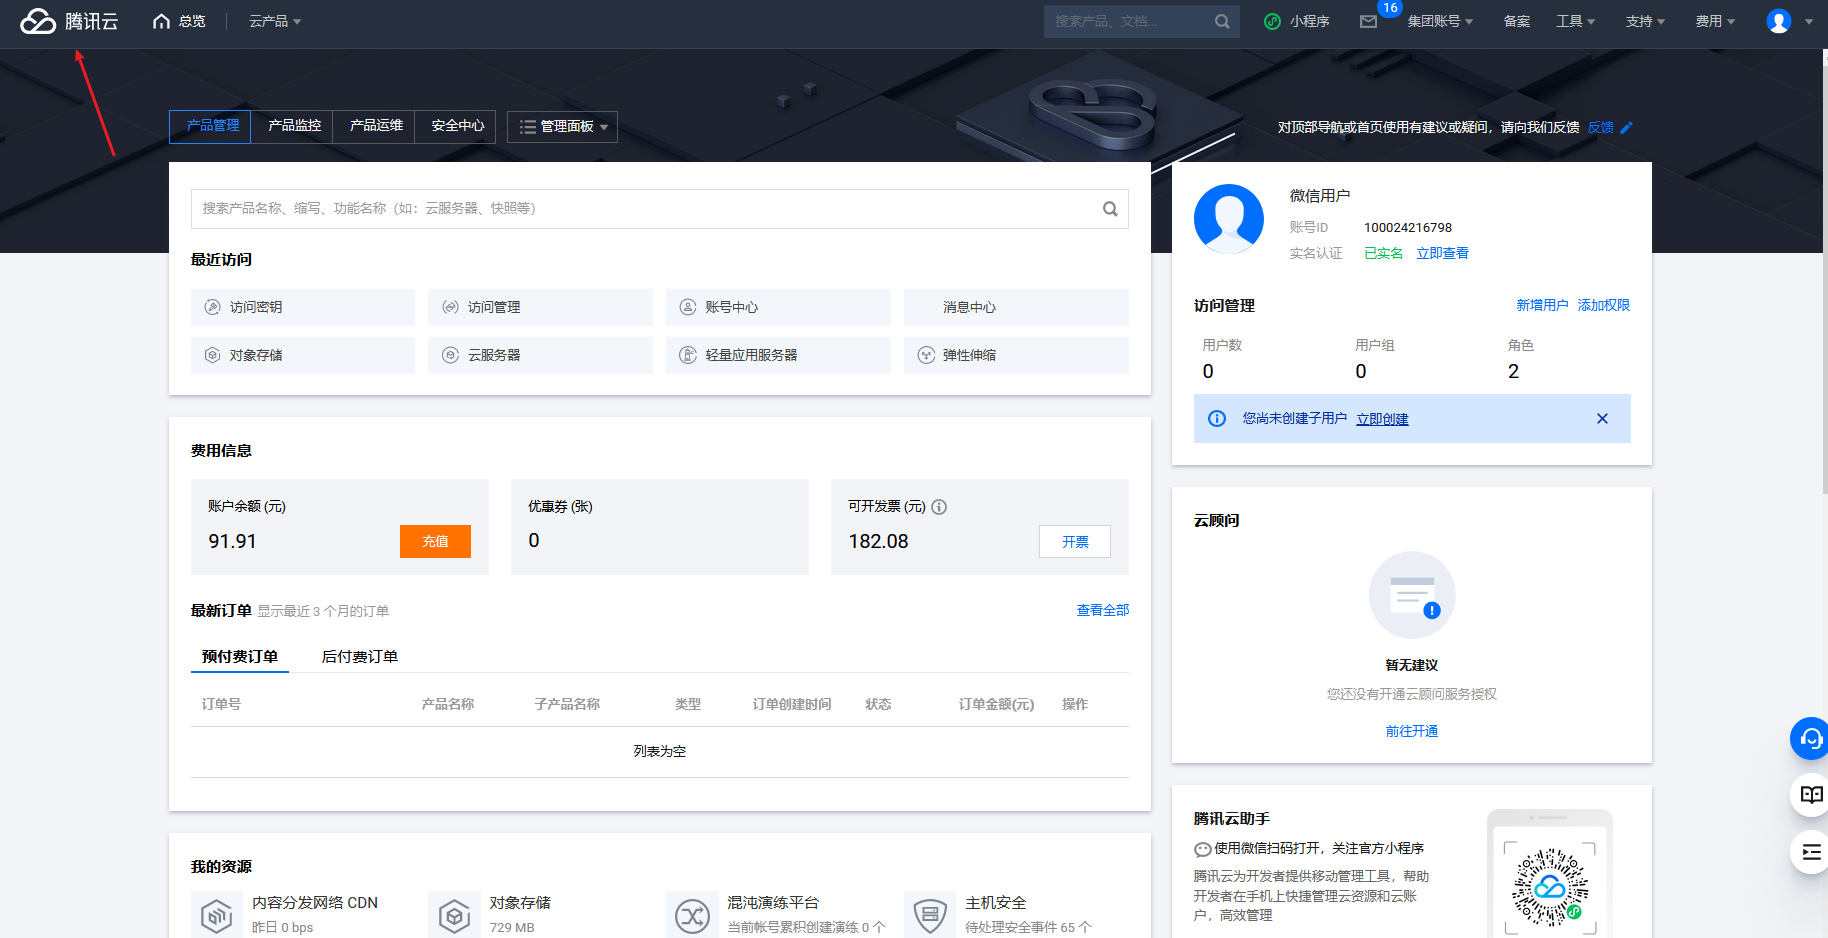 腾讯云
总览
云产品
搜索产品、文档...
小程序
16
集团账号
备案
工具
支持
费用
产品管理
产品监控
产品运维
安全中心
管理面板
对顶部导航或首页使用有建议或疑问，请向我们反馈 反馈
搜索产品名称、缩写、功能名称（如：云服务器、快照等）
最近访问
访问密钥
访问管理
账号中心
消息中心
对象存储
云服务器
轻量应用服务器
弹性伸缩
微信用户
账号ID 100024216798
实名认证 已实名 立即查看
访问管理
新增用户 添加权限
用户数 用户组 角色
0 0 2
您尚未创建子用户 立即创建
费用信息
账户余额 (元)
91.91
充值
优惠券 (张)
0
可开发票 (元)
182.08
开票
最新订单 显示最近 3 个月的订单
查看全部
预付费订单 后付费订单
订单号 产品名称 子产品名称 类型 订单创建时间 状态 订单金额(元) 操作
列表为空
云顾问
暂无建议
您还没有开通云顾问服务授权
前往开通
我的资源
内容分发网络 CDN
昨日 0 bps
对象存储
729 MB
混沌演练平台
当前帐号累积创建演练 0 个
主机安全
待处理安全事件 65 个
腾讯云助手
使用微信扫码打开，关注官方小程序
腾讯云为开发者提供移动管理工具，帮助
开发者在手机上快捷管理云资源和云账
户，高效管理